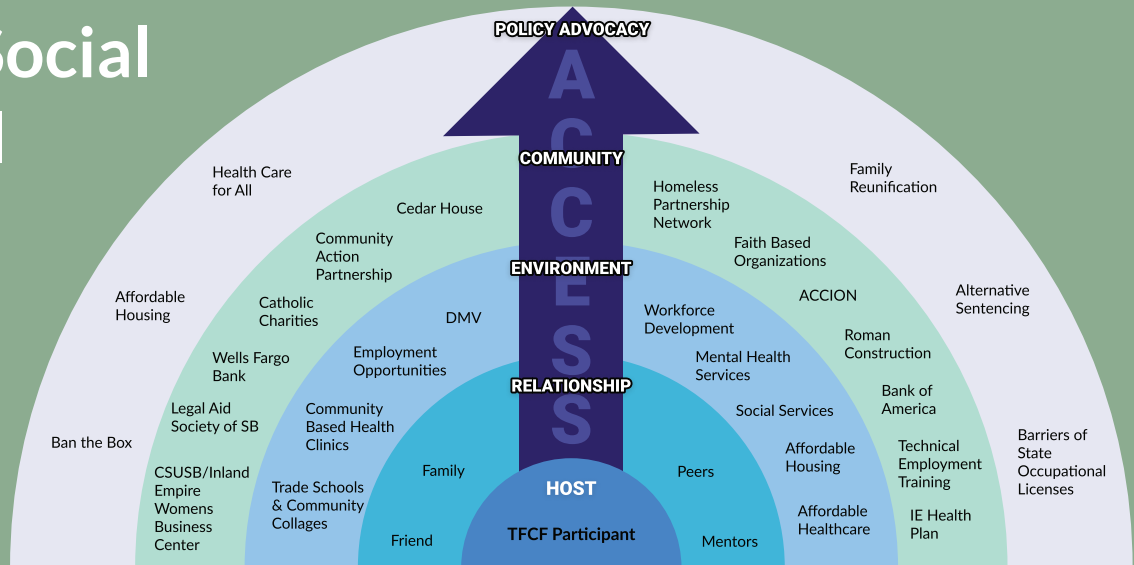 Social
POLICY ADVOCACY
ACCESS
COMMUNITY
ENVIRONMENT
RELATIONSHIP
HOST
TFCF Participant
Health Care
for All
Affordable
Housing
Ban the Box
Family
Reunification
Alternative
Sentencing
Barriers of
State
Occupational
Licenses
Cedar House
Community
Action
Partnership
Catholic
Charities
Wells Fargo
Bank
Legal Aid
Society of SB
CSUSB/Inland
Empire
Womens
Business
Center
Homeless
Partnership
Network
Faith Based
Organizations
ACCION
Roman
Construction
Bank of
America
Technical
Employment
Training
IE Health
Plan
DMV
Employment
Opportunities
Community
Based Health
Clinics
Trade Schools
& Community
Collages
Workforce
Development
Mental Health
Services
Social Services
Affordable
Housing
Affordable
Healthcare
Family
Friend
Peers
Mentors